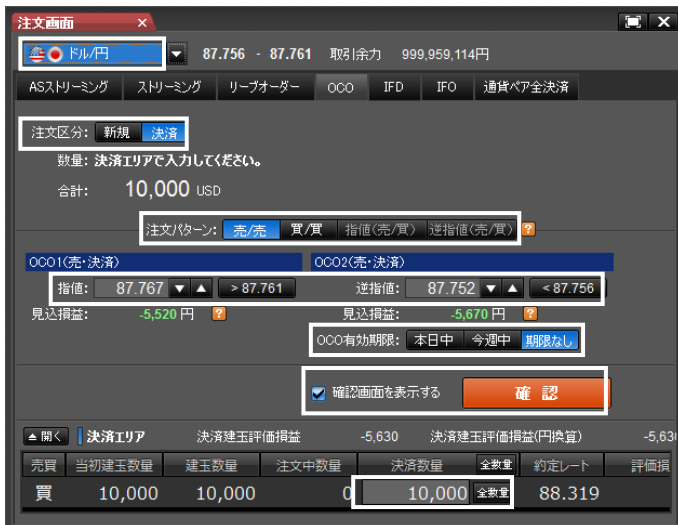 注文画面 ×
ドル/円 87.756 - 87.761 取引余力 999,959,114円
ASストリーミング ストリーミング リーブオーダー OCO IFD IFO 通貨ペア全決済
注文区分: 新規 決済
数量: 決済エリアで入力してください。
合計: 10,000 USD
注文パターン: 売/売 買/買 指値(売/買) 逆指値(売/買) ?
OCO1(売・決済) OCO2(売・決済)
指値: 87.767 ▼ ▲ > 87.761 逆指値: 87.752 ▼ ▲ < 87.756
見込損益: -5,520 円 ? 見込損益: -5,670 円 ?
OCO有効期限: 本日中 今週中 期限なし
確認画面を表示する 確 認
▲ 開く 決済エリア 決済建玉評価損益 -5,630 決済建玉評価損益(円換算) -5,63
売買 当初建玉数量 建玉数量 注文中数量 決済数量 全数量 約定レート 評価損
買 10,000 10,000 0 10,000 全数量 88.319